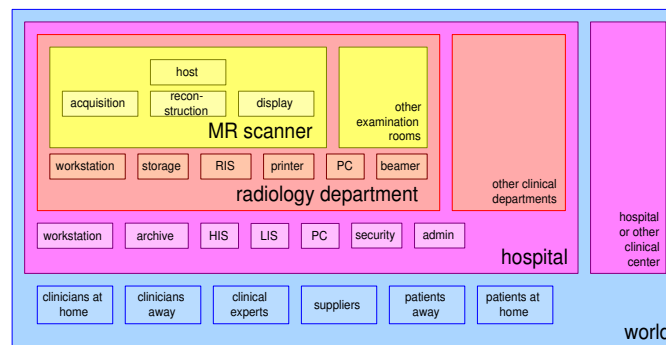 host
acquisition
recon-
struction
display
MR scanner
other
examination
rooms
workstation
storage
RIS
printer
PC
beamer
radiology department
other clinical
departments
workstation
archive
HIS
LIS
PC
security
admin
hospital
hospital
or other
clinical
center
clinicians at
home
clinicians
away
clinical
experts
suppliers
patients
away
patients at
home
world